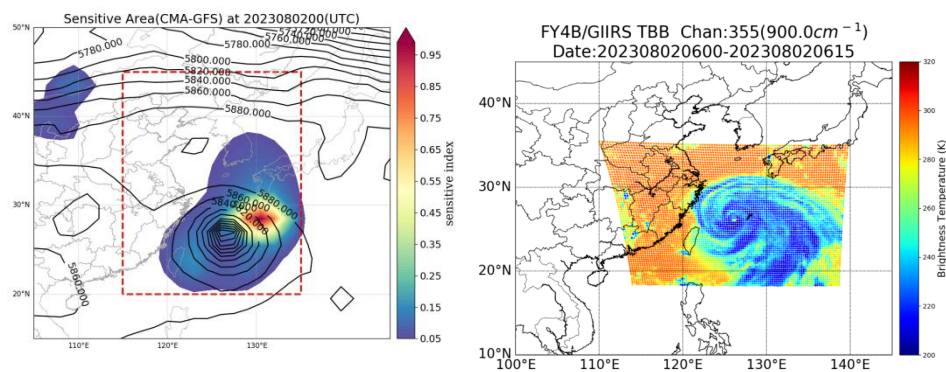 Sensitive Area(CMA-GFS) at 2023080200(UTC)
50°N
40°N
30°N
20°N
110°E
120°E
130°E
5780.000
5760.000
5740.000
5780.000
5800.000
5820.000
5840.000
5860.000
5880.000
5860.000
5840.000
5880.000
5860.000
0.95
0.85
0.75
0.65
0.55
0.45
0.35
0.25
0.15
0.05
sensitive index
FY4B/GIIRS TBB Chan:355(900.0cm⁻¹)
Date:202308020600-202308020615
40°N
30°N
20°N
10°N
100°E
110°E
120°E
130°E
140°E
320
300
280
260
240
220
200
Brightness Temperature (K)